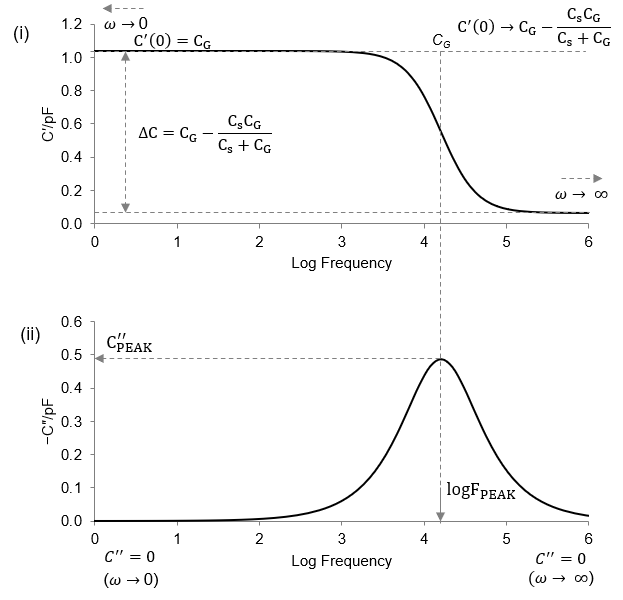 (i)
ω → 0
C′(0) = C_G
C_G
C′(0) → C_G − C_sC_G / (C_s + C_G)
1.2
1.0
0.8
0.6
0.4
0.2
0.0
C′/pF
ΔC = C_G − C_sC_G / (C_s + C_G)
ω → ∞
0 1 2 3 4 5 6
Log Frequency
(ii)
0.6
0.5
0.4
0.3
0.2
0.1
0.0
−C″/pF
C″_PEAK
logF_PEAK
0 1 2 3 4 5 6
Log Frequency
C″ = 0
(ω → 0)
C″ = 0
(ω → ∞)